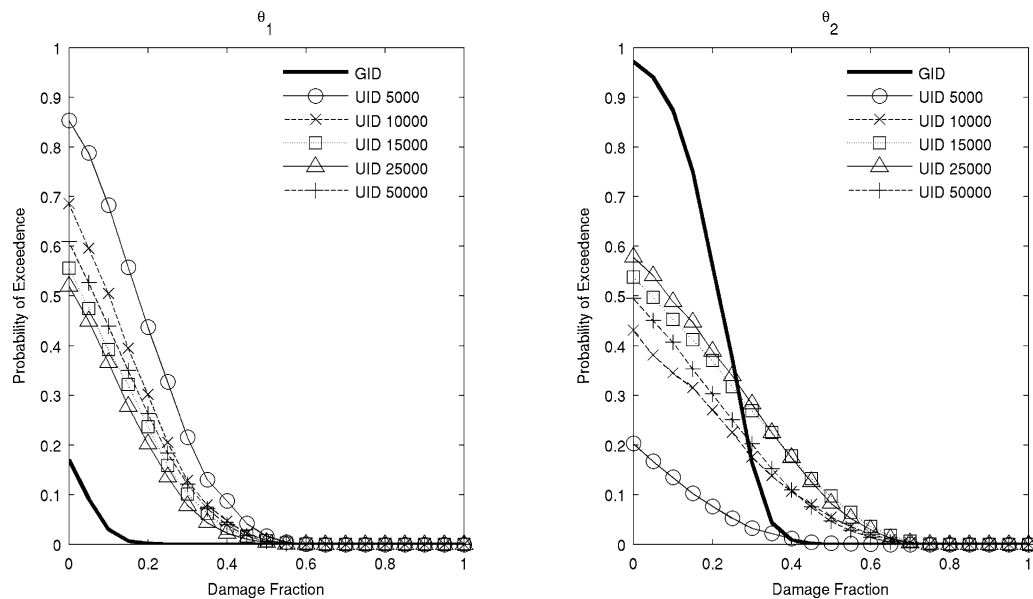 θ1
Probability of Exceedence
1
0.9
0.8
0.7
0.6
0.5
0.4
0.3
0.2
0.1
0
GID
UID 5000
UID 10000
UID 15000
UID 25000
UID 50000
0 0.2 0.4 0.6 0.8 1
Damage Fraction
θ2
Probability of Exceedence
1
0.9
0.8
0.7
0.6
0.5
0.4
0.3
0.2
0.1
0
GID
UID 5000
UID 10000
UID 15000
UID 25000
UID 50000
0 0.2 0.4 0.6 0.8 1
Damage Fraction